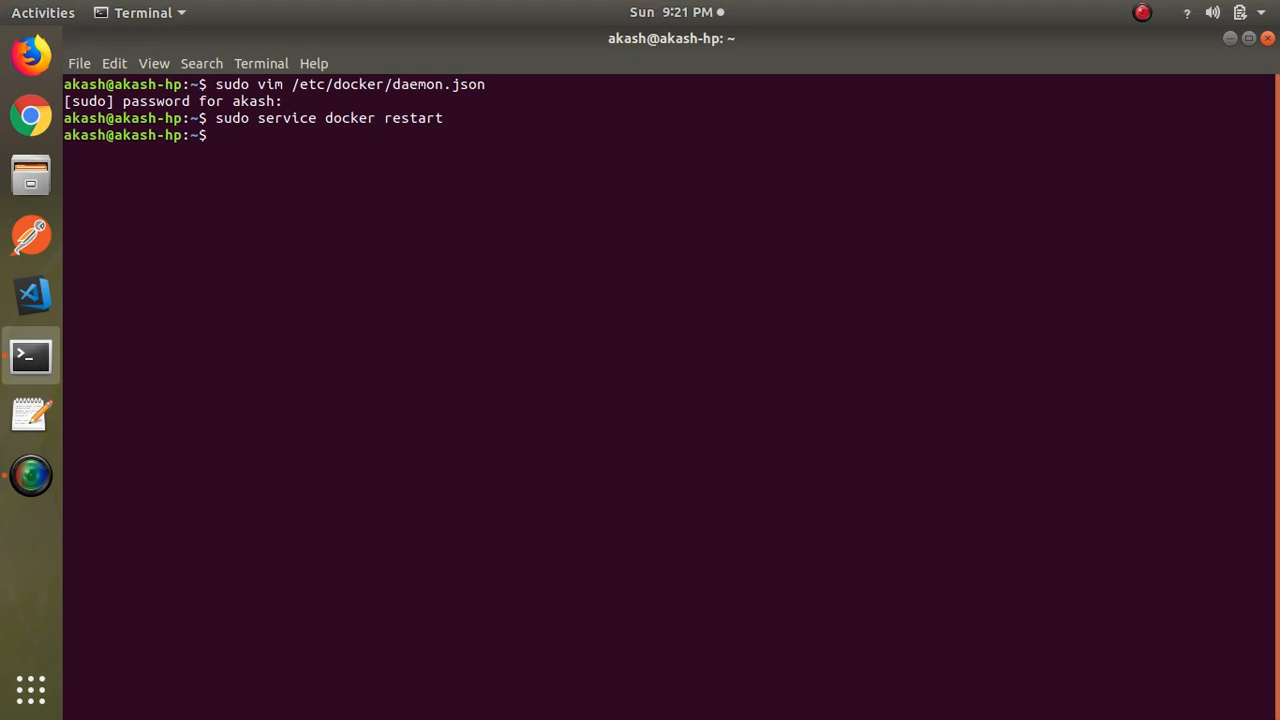 Activities Terminal Sun 9:21 PM
akash@akash-hp: ~
File Edit View Search Terminal Help
akash@akash-hp:~$ sudo vim /etc/docker/daemon.json
[sudo] password for akash:
akash@akash-hp:~$ sudo service docker restart
akash@akash-hp:~$